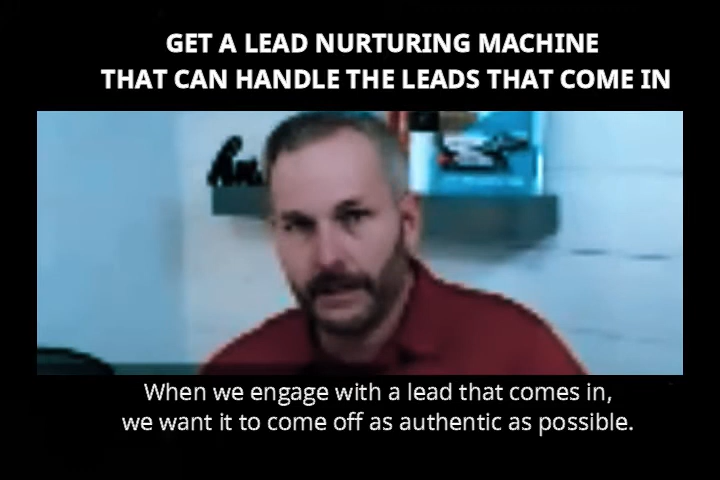 GET A LEAD NURTURING MACHINE
THAT CAN HANDLE THE LEADS THAT COME IN
When we engage with a lead that comes in,
we want it to come off as authentic as possible.